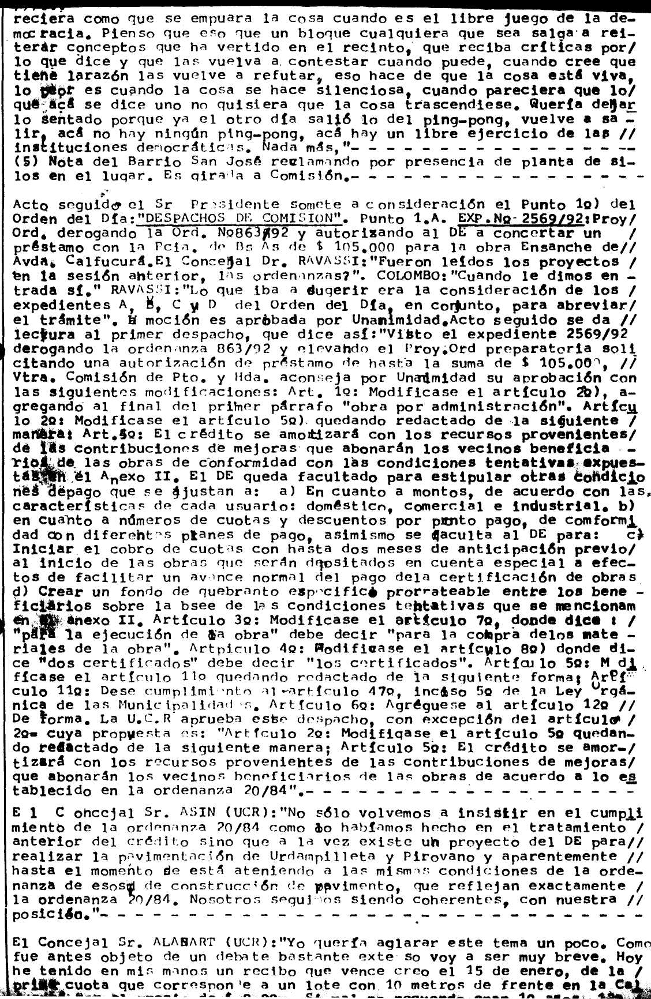 reciera como que se empuara la cosa cuando es el libre juego de la de-
mocracia. Pienso que eso que un bloque cualquiera que sea salga a rei-
terar conceptos que ha vertido en el recinto, que reciba críticas por/
lo que dice y que las vuelva a contestar cuando puede, cuando cree que
tiene larazón las vuelve a refutar, eso hace de que la cosa está viva,
lo peor es cuando la cosa se hace silenciosa, cuando pareciera que lo/
que acá se dice uno no quisiera que la cosa trascendiese. Quería dejar
lo sentado porque ya el otro día salió lo del ping-pong, vuelve a sa -
lir, acá no hay ningún ping-pong, acá hay un libre ejercicio de las //
instituciones democráticas. Nada más,"- - - - - - - - - - - - - - - --
(5) Nota del Barrio San José reclamando por presencia de planta de si-
los en el lugar. Es girada a Comisión.- - - - - - - - - - - - - - - - -
Acto seguido el Sr Presidente somete a consideración el Punto 1º) del
Orden del Día:"DESPACHOS DE COMISION". Punto 1.A. EXP.Nº 2569/92:Proy/
Ord. derogando la Ord. Nº863/92 y autorizando al DE a concertar un /
préstamo con la Pcia. de Bs As de $ 105.000 para la obra Ensanche de//
Avda. Calfucurá.El Concejal Dr. RAVASSI:"Fueron leídos los proyectos /
en la sesión anterior, las ordenanzas?". COLOMBO:"Cuando le dimos en -
trada sí." RAVASSI:"Lo que iba a sugerir era la consideración de los /
expedientes A, B, C y D del Orden del Día, en conjunto, para abreviar/
el trámite". moción es aprobada por Unanimidad.Acto seguido se da //
lectura al primer despacho, que dice así:"Visto el expediente 2569/92
derogando la ordenanza 863/92 y elevahdo el Proy.Ord preparatoria soli
citando una autorización de préstamo de hasta la suma de $ 105.000, //
Vtra. Comisión de Pto. y Hda. aconseja por Unanimidad su aprobación con
las siguientes modificaciones: Art. 1º: Modificase el artículo 2º), a-
gregando al final del primer párrafo "obra por administración". Artícu
lo 2º: Modificase el artículo 5º) quedando redactado de la siguiente /
manera: Art.5º: El crédito se amortizará con los recursos provenientes/
de las contribuciones de mejoras que abonarán los vecinos beneficia -
rios de las obras de conformidad con las condiciones tentativas expues-
tas en el Anexo II. El DE queda facultado para estipular otras condicio
nes depago que se ajustan a: a) En cuanto a montos, de acuerdo con las,
características de cada usuario: doméstico, comercial e industrial. b)
en cuanto a números de cuotas y descuentos por pronto pago, de comformi
dad con diferentes planes de pago, asimismo se faculta al DE para: c)
Iniciar el cobro de cuotas con hasta dos meses de anticipación previo/
al inicio de las obras que serán depsitados en cuenta especial a efec-
tos de facilitar un avance normal del pago dela certificación de obras
d) Crear un fondo de quebranto especifico prorrateable entre los bene -
ficiarios sobre la bsee de las condiciones tentativas que se mencionam
en el anexo II. Artículo 3º: Modificase el artículo 7º, donde dice : /
"para la ejecución de la obra" debe decir "para la compra delos mate -
riales de la obra". Artpiculo 4º: Modificase el artículo 8º) donde di-
ce "dos certificados" debe decir "los certificados". Artículo 5º: M di
fícase el artículo 11º quedando redactado de la siguiente forma; Artí
culo 11º: Dese cumplimiento al artículo 47º, inciso 5º de la Ley Orgá-
nica de las Municipalidades. Artículo 6º: Agréguese al artículo 12º //
De forma. La U.C.R aprueba este despacho, con excepción del artículo /
2º- cuya propuesta es: "Artículo 2º: Modifiqase el artículo 5º quedan-
do redactado de la siguiente manera; Artículo 5º: El crédito se amor-/
tizará con los recursos provenientes de las contribuciones de mejoras/
que abonarán los vecinos beneficiarios de las obras de acuerdo a lo es
tablecido en la ordenanza 20/84".- - - - - - - - - - - - - - - - - - -
E l C oncejal Sr. ASIN (UCR):"No sólo volvemos a insistir en el cumpli
miento de la ordenanza 20/84 como lo habíamos hecho en el tratamiento /
anterior del crédito sino que a la vez existe un proyecto del DE para//
realizar la pavimentación de Urdampilleta y Pirovano y aparentemente //
hasta el momento se está ateniendo a las mismas condiciones de la orde-
nanza de esos de construcción de pavimento, que reflejan exactamente /
la ordenanza 20/84. Nosotros seguimos siendo coherentes, con nuestra //
posición."- - - - - - - - - - - - - - - - - - - - - - - - - - - - - -
El Concejal Sr. ALABART (UCR):"Yo quería aglarar este tema un poco. Como
fue antes objeto de un debate bastante exte so voy a ser muy breve. Hoy
he tenido en mis manos un recibo que vence creo el 15 de enero, de la /
prime cuota que corresponde a un lote con 10 metros de frente en la Cal